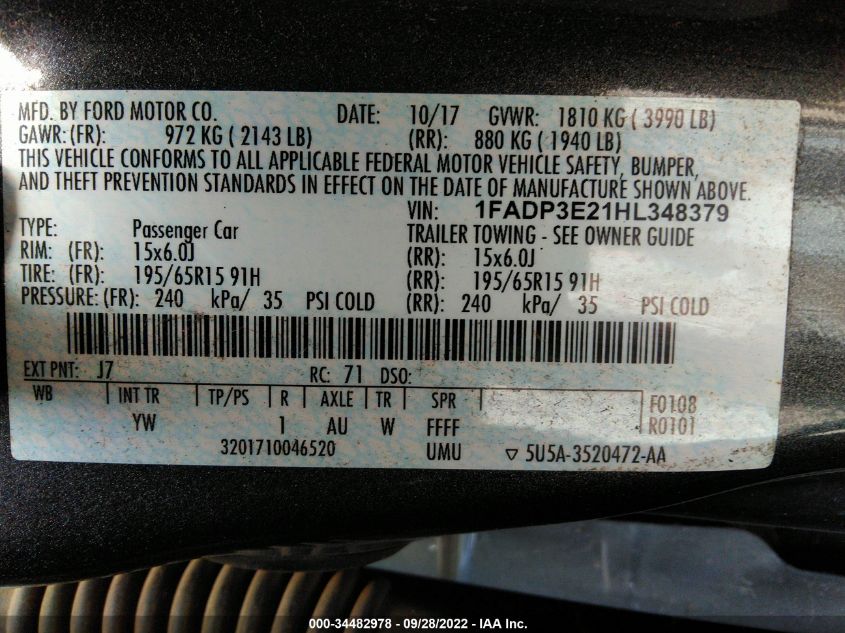 MFD. BY FORD MOTOR CO. DATE: 10/17 GVWR: 1810 KG ( 3990 LB)
GAWR: (FR): 972 KG ( 2143 LB) (RR): 880 KG ( 1940 LB)
THIS VEHICLE CONFORMS TO ALL APPLICABLE FEDERAL MOTOR VEHICLE SAFETY, BUMPER,
AND THEFT PREVENTION STANDARDS IN EFFECT ON THE DATE OF MANUFACTURE SHOWN ABOVE.
VIN: 1FADP3E21HL348379
TYPE: Passenger Car TRAILER TOWING - SEE OWNER GUIDE
RIM: (FR): 15x6.0J (RR): 15x6.0J
TIRE: (FR): 195/65R15 91H (RR): 195/65R15 91H
PRESSURE: (FR): 240 kPa/ 35 PSI COLD (RR): 240 kPa/ 35 PSI COLD
EXT PNT: J7 RC: 71 DSO:
WB INT TR TP/PS R AXLE TR SPR F0108
YW 1 AU W FFFF R0101
3201710046520 UMU ▽ 5U5A-3520472-AA
000-34482978 - 09/28/2022 - IAA Inc.